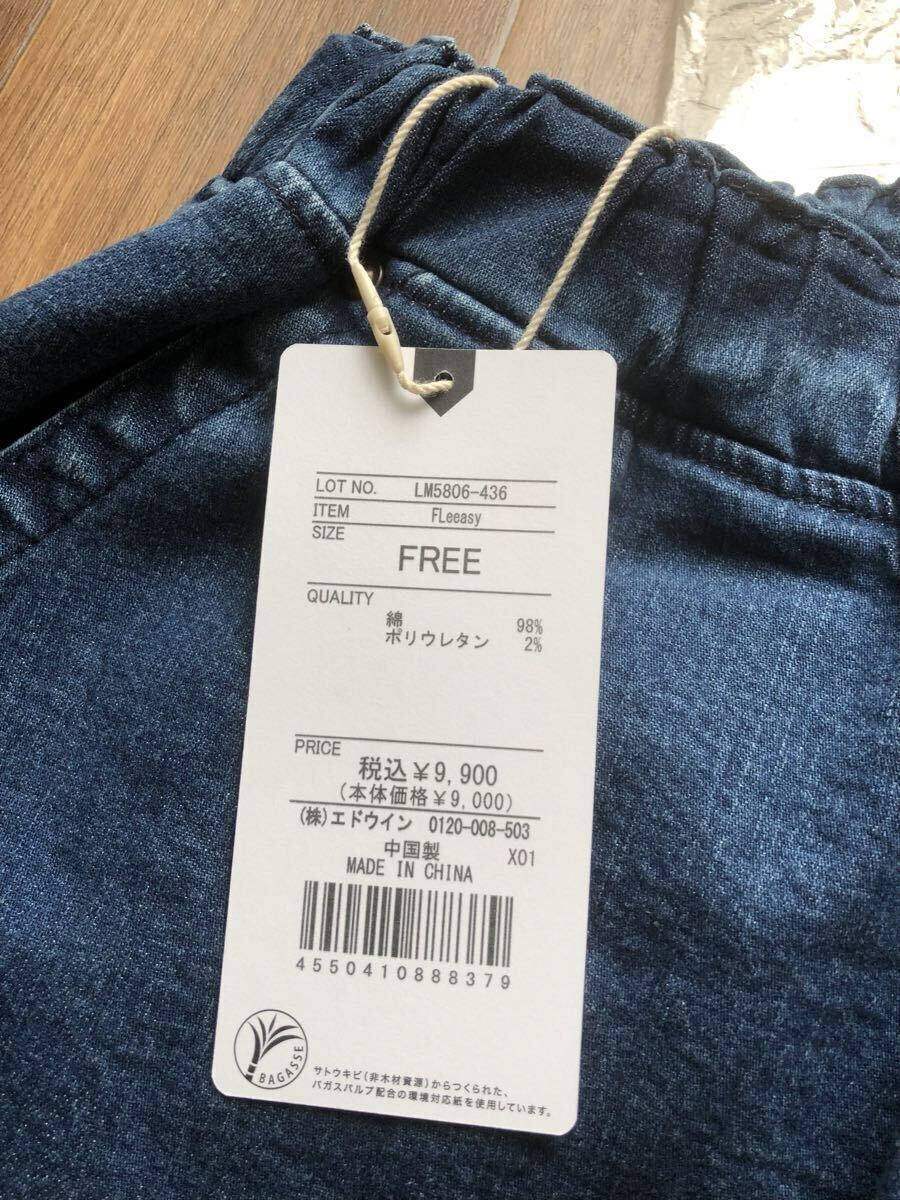 LOT NO. LM5806-436
ITEM FLeeasy
SIZE
FREE
QUALITY
綿 98%
ポリウレタン 2%
PRICE
税込¥9,900
(本体価格¥9,000)
(株)エドウイン 0120-008-503
中国製 X01
MADE IN CHINA
4550410888379
BAGASSE
サトウキビ(非木材資源)からつくられた、
バガスパルプ配合の環境対応紙を使用しています。